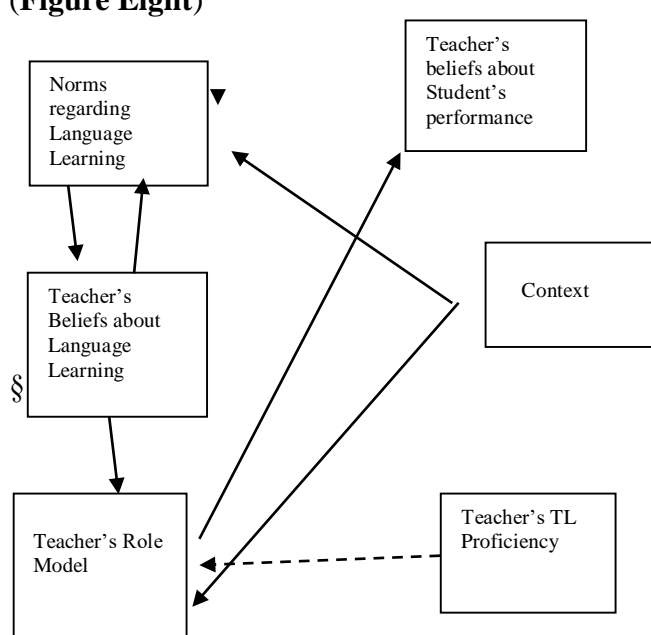 (Figure Eight)
Norms
regarding
Language
Learning
Teacher’s
beliefs about
Student’s
performance
Context
Teacher’s
Beliefs about
Language
Learning
§
Teacher’s Role
Model
Teacher’s TL
Proficiency